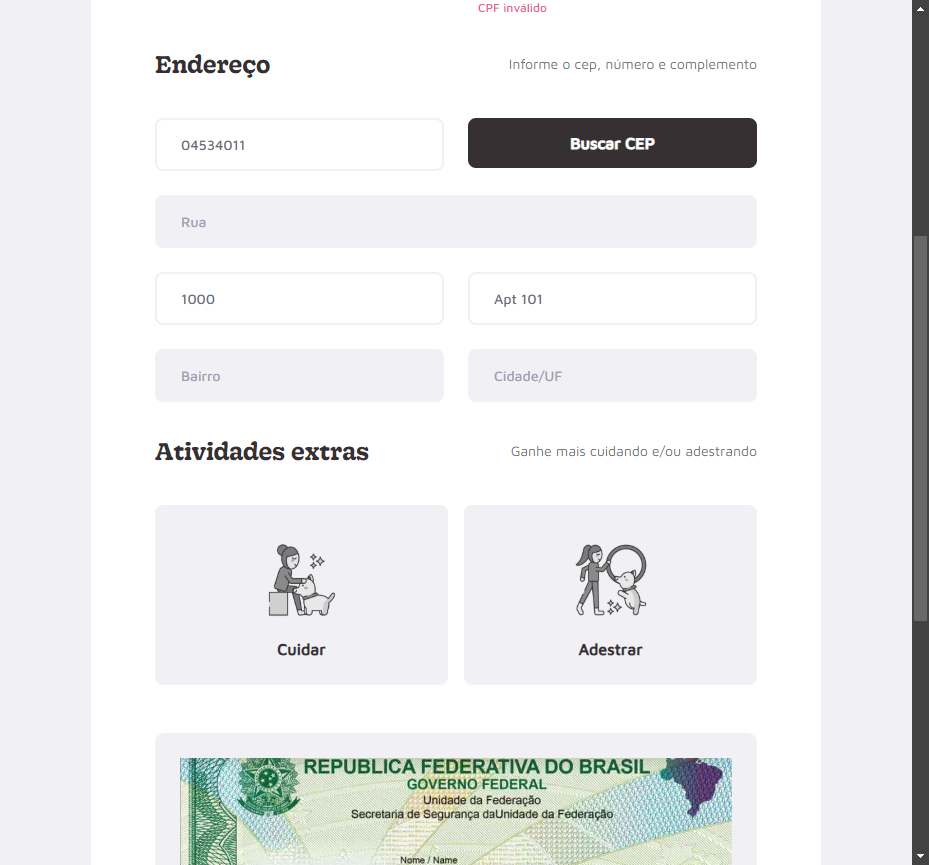 CPF inválido
Endereço
Informe o cep, número e complemento
04534011
Buscar CEP
Rua
1000
Apt 101
Bairro
Cidade/UF
Atividades extras
Ganhe mais cuidando e/ou adestrando
Cuidar
Adestrar
REPUBLICA FEDERATIVA DO BRASIL
GOVERNO FEDERAL
Unidade da Federação
Secretaria de Segurança daUnidade da Federação
Nome / Name